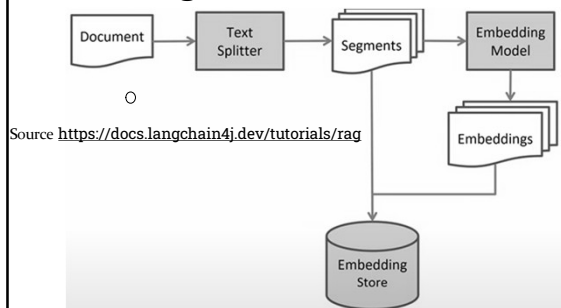 Document
Text
Splitter
Segments
Embedding
Model
Source https://docs.langchain4j.dev/tutorials/rag
Embeddings
Embedding
Store